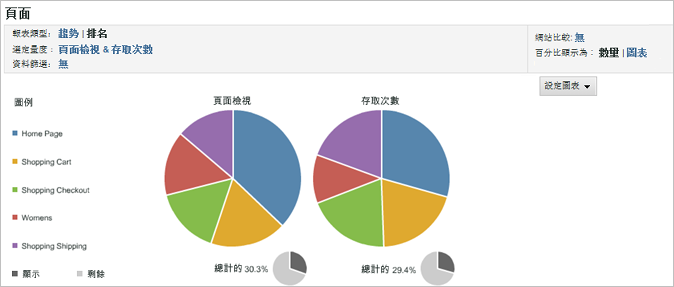 頁面
報表類型: 趨勢 | 排名
選定量度: 頁面檢視 & 存取次數
資料篩選: 無
網站比較: 無
百分比顯示為: 數量 | 圖表
設定圖表
圖例
頁面檢視
存取次數
Home Page
Shopping Cart
Shopping Checkout
Womens
Shopping Shipping
顯示
剩餘
總計的 30.3%
總計的 29.4%